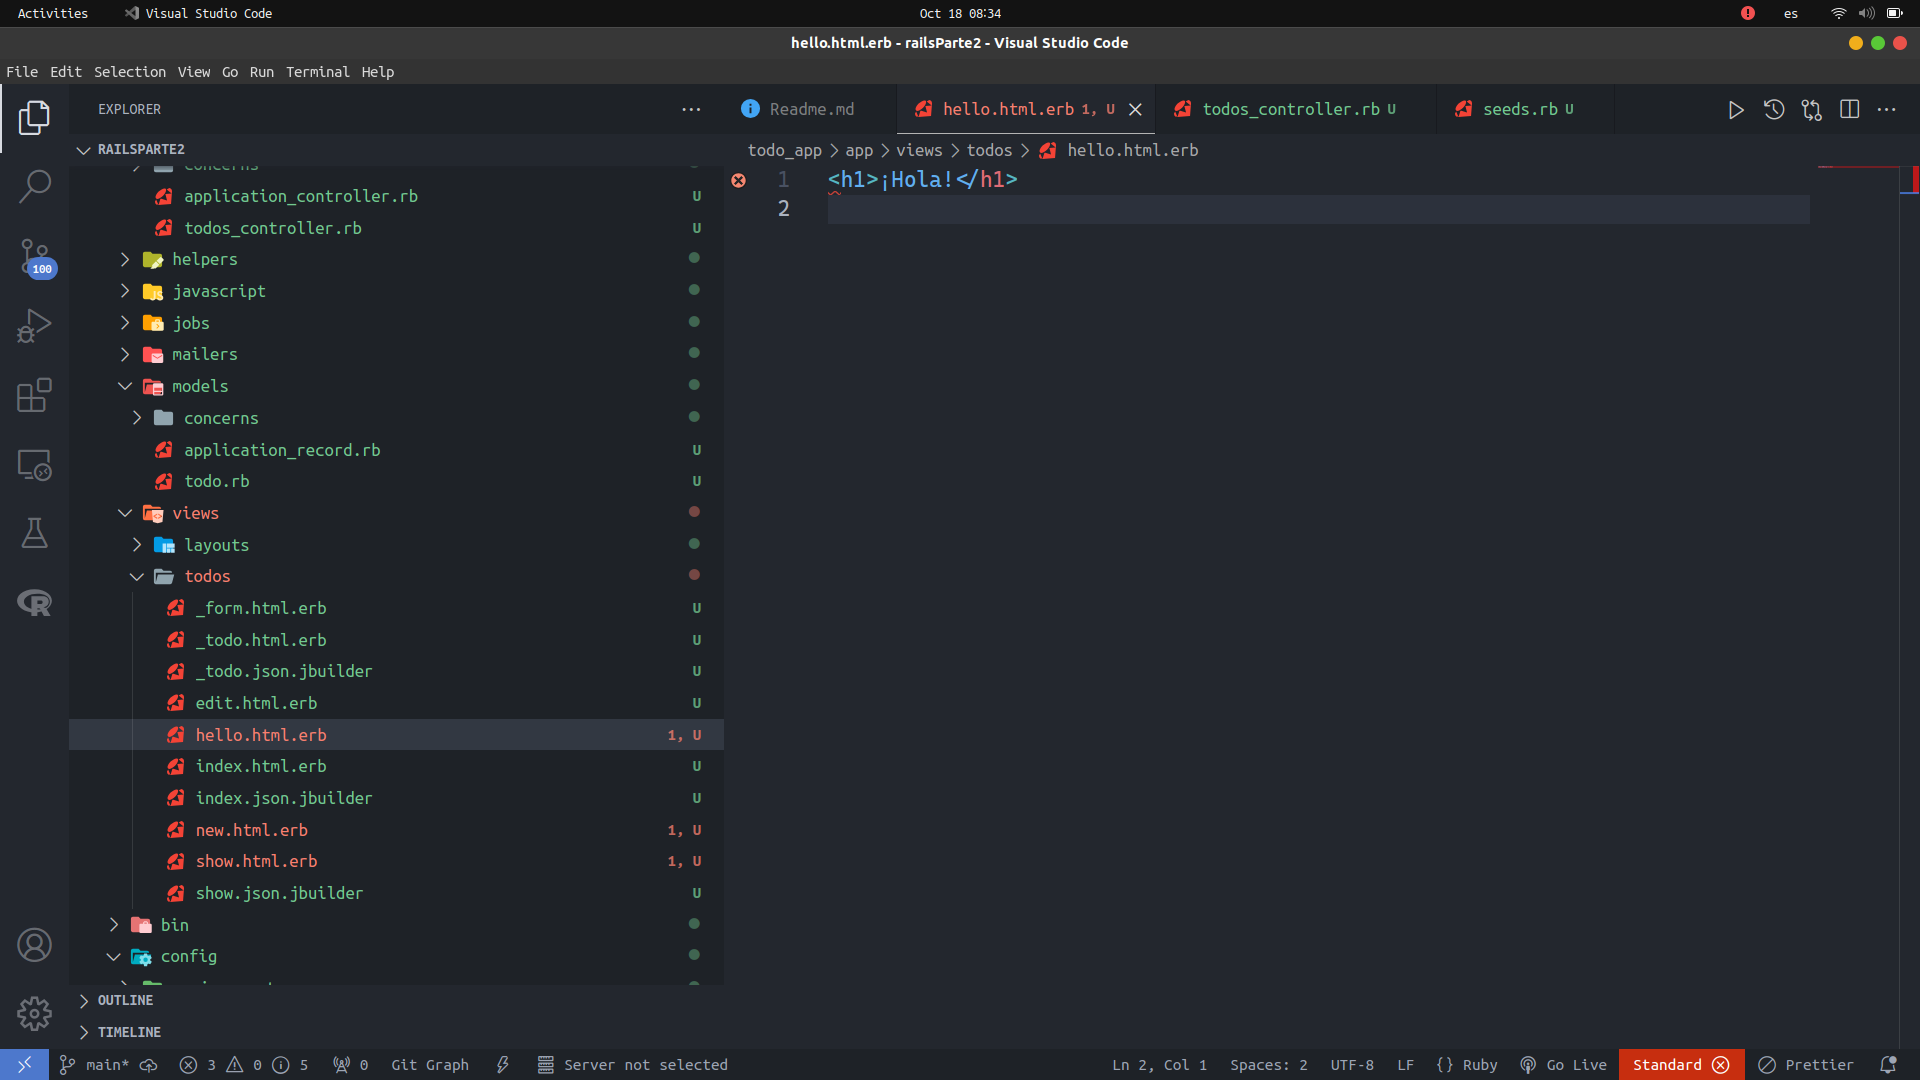 Activities Visual Studio Code Oct 18 08:34 es
hello.html.erb - railsParte2 - Visual Studio Code
File Edit Selection View Go Run Terminal Help
EXPLORER
Readme.md hello.html.erb 1, U todos_controller.rb U seeds.rb U
RAILSPARTE2
todo_app app views todos hello.html.erb
concerns
1 <h1>¡Hola!</h1>
2
application_controller.rb U
todos_controller.rb U
helpers
100
javascript
jobs
mailers
models
concerns
application_record.rb U
todo.rb U
views
layouts
todos
_form.html.erb U
_todo.html.erb U
_todo.json.jbuilder U
edit.html.erb U
hello.html.erb 1, U
index.html.erb U
index.json.jbuilder U
new.html.erb 1, U
show.html.erb 1, U
show.json.jbuilder U
bin
config
OUTLINE
TIMELINE
main* 3 0 5 0 Git Graph Server not selected Ln 2, Col 1 Spaces: 2 UTF-8 LF {} Ruby Go Live Standard Prettier